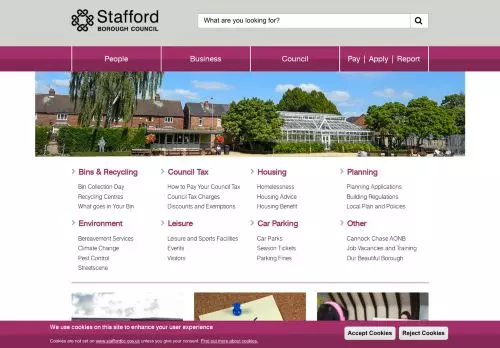 Stafford
BOROUGH COUNCIL
What are you looking for?
People
Business
Council
Pay | Apply | Report
Bins & Recycling
Bin Collection Day
Recycling Centres
What goes in Your Bin
Council Tax
How to Pay Your Council Tax
Council Tax Charges
Discounts and Exemptions
Housing
Homelessness
Housing Advice
Housing Benefit
Planning
Planning Applications
Building Regulations
Local Plan and Policies
Environment
Bereavement Services
Climate Change
Pest Control
Streetscene
Leisure
Leisure and Sports Facilities
Events
Visitors
Car Parking
Car Parks
Season Tickets
Parking Fines
Other
Cannock Chase AONB
Job Vacancies and Training
Our Beautiful Borough
We use cookies on this site to enhance your user experience
Cookies are not set on www.staffordbc.gov.uk unless you give your consent. Find out more about cookies.
Accept Cookies
Reject Cookies